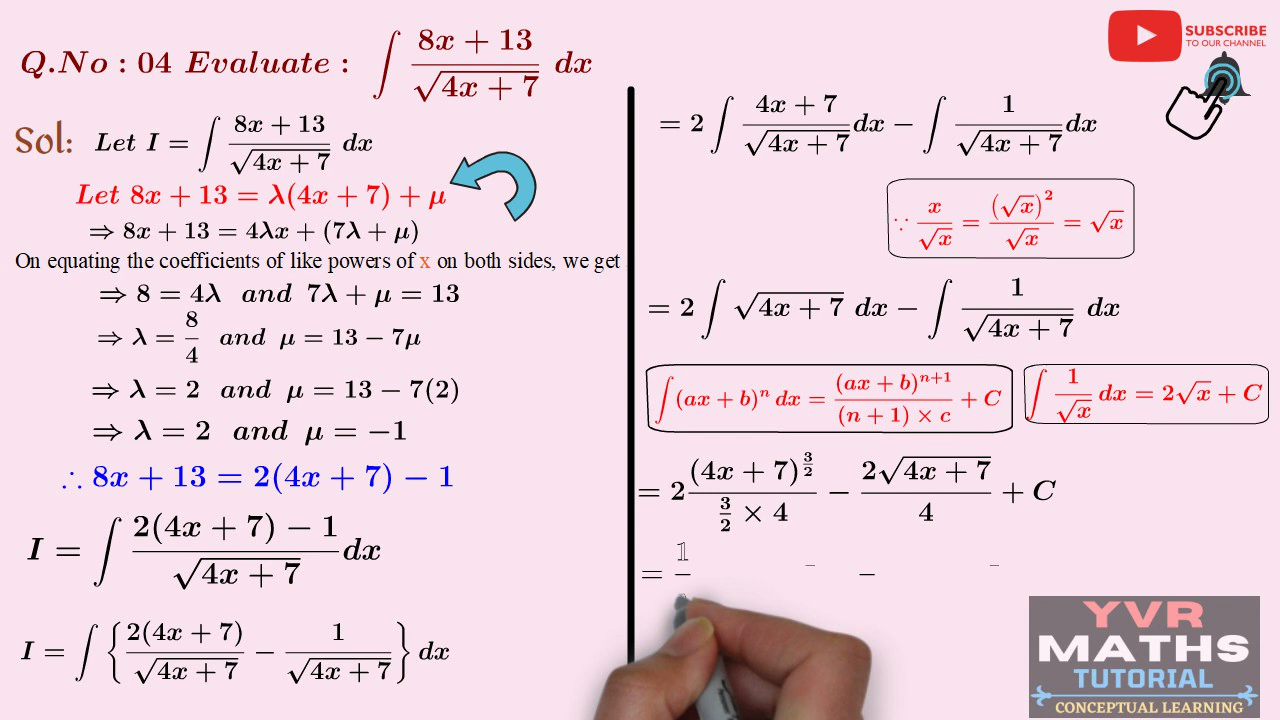 Q.No : 04 Evaluate : ∫ (8x + 13)/√(4x + 7) dx
Sol: Let I = ∫ (8x + 13)/√(4x + 7) dx
Let 8x + 13 = λ(4x + 7) + μ
⇒ 8x + 13 = 4λx + (7λ + μ)
On equating the coefficients of like powers of x on both sides, we get
⇒ 8 = 4λ and 7λ + μ = 13
⇒ λ = 8/4 and μ = 13 − 7μ
⇒ λ = 2 and μ = 13 − 7(2)
⇒ λ = 2 and μ = −1
∴ 8x + 13 = 2(4x + 7) − 1
I = ∫ (2(4x + 7) − 1)/√(4x + 7) dx
I = ∫ {2(4x + 7)/√(4x + 7) − 1/√(4x + 7)} dx
= 2 ∫ (4x + 7)/√(4x + 7) dx − ∫ 1/√(4x + 7) dx
∵ x/√x = (√x)²/√x = √x
= 2 ∫ √(4x + 7) dx − ∫ 1/√(4x + 7) dx
∫ (ax + b)ⁿ dx = (ax + b)ⁿ⁺¹/((n + 1) × c) + C
∫ 1/√x dx = 2√x + C
= 2 (4x + 7)^(3/2)/(3/2 × 4) − 2√(4x + 7)/4 + C
= 1
SUBSCRIBE
TO OUR CHANNEL
YVR
MATHS
TUTORIAL
CONCEPTUAL LEARNING